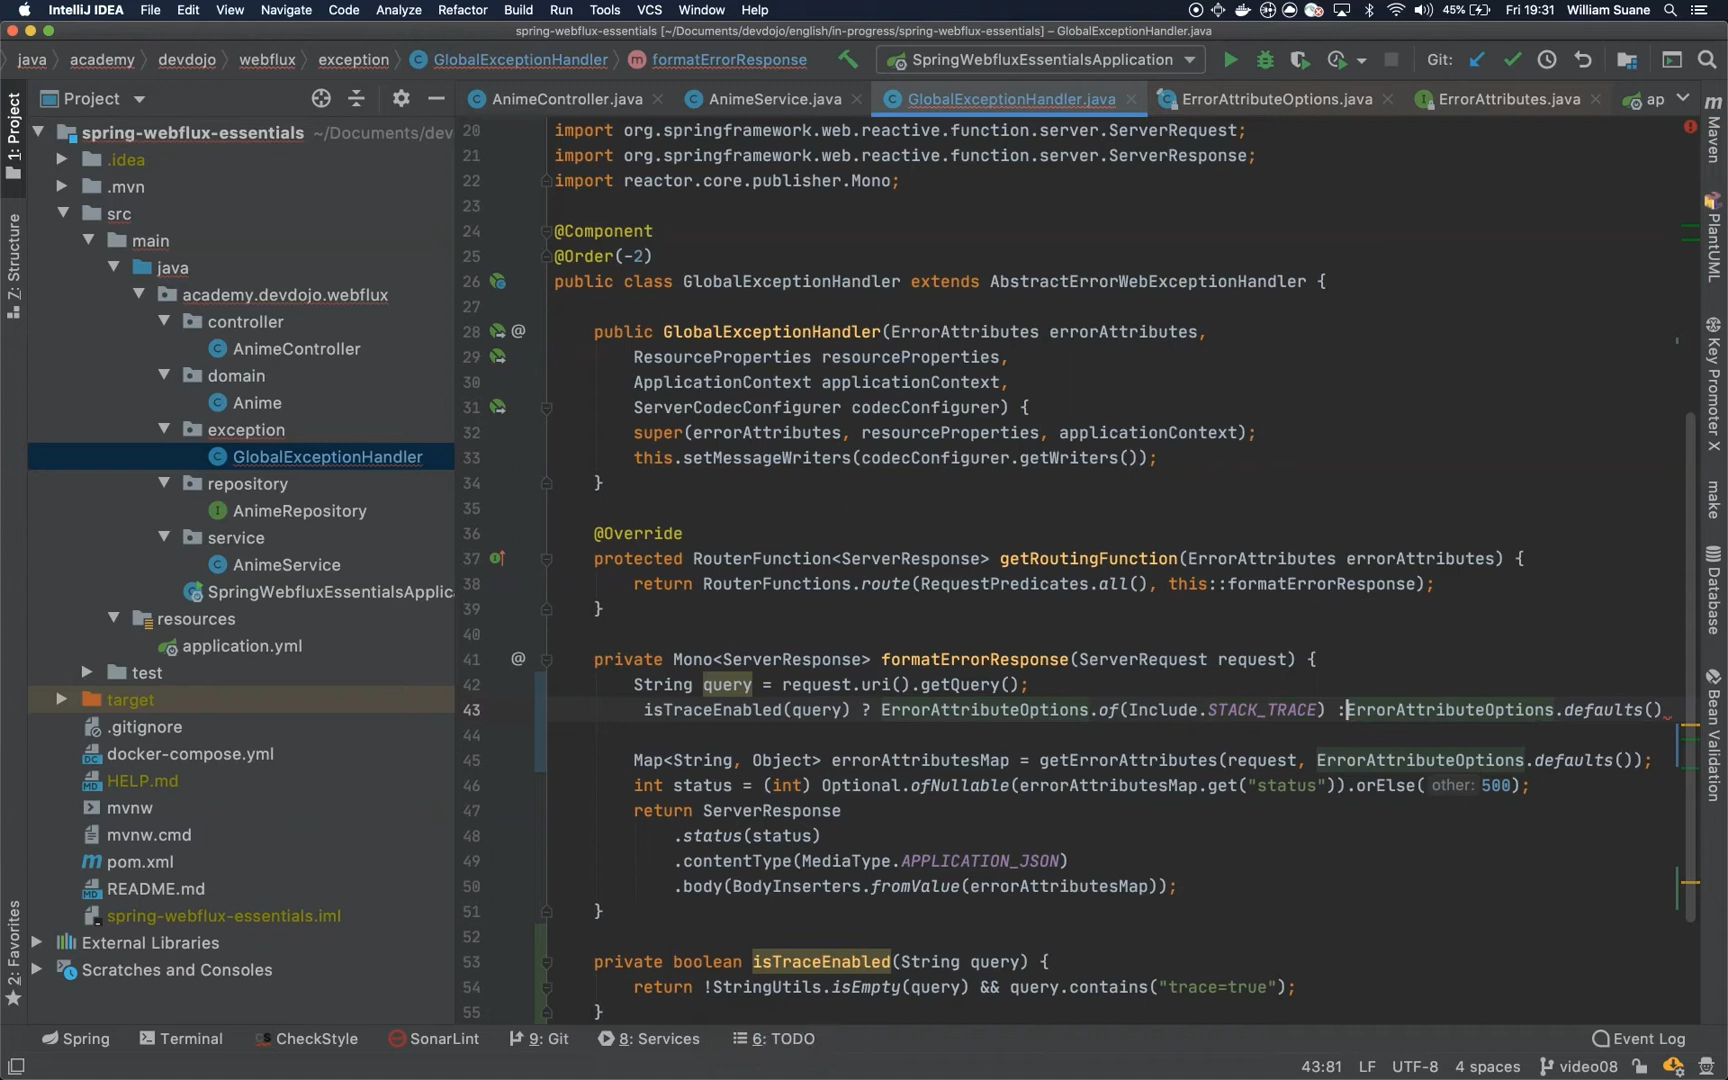 IntelliJ IDEA File Edit View Navigate Code Analyze Refactor Build Run Tools VCS Window Help 45% Fri 19:31 William Suane
spring-webflux-essentials [~/Documents/devdojo/english/in-progress/spring-webflux-essentials] – GlobalExceptionHandler.java
java academy devdojo webflux exception GlobalExceptionHandler formatErrorResponse SpringWebfluxEssentialsApplication Git:
Project AnimeController.java AnimeService.java GlobalExceptionHandler.java ErrorAttributeOptions.java ErrorAttributes.java ap
1: Project
7: Structure
2: Favorites
spring-webflux-essentials ~/Documents/dev
.idea
.mvn
src
main
java
academy.devdojo.webflux
controller
AnimeController
domain
Anime
exception
GlobalExceptionHandler
repository
AnimeRepository
service
AnimeService
SpringWebfluxEssentialsApplic
resources
application.yml
test
target
.gitignore
docker-compose.yml
HELP.md
mvnw
mvnw.cmd
pom.xml
README.md
spring-webflux-essentials.iml
External Libraries
Scratches and Consoles
20 import org.springframework.web.reactive.function.server.ServerRequest;
21 import org.springframework.web.reactive.function.server.ServerResponse;
22 import reactor.core.publisher.Mono;
23
24 @Component
25 @Order(-2)
26 public class GlobalExceptionHandler extends AbstractErrorWebExceptionHandler {
27
28 public GlobalExceptionHandler(ErrorAttributes errorAttributes,
29 ResourceProperties resourceProperties,
30 ApplicationContext applicationContext,
31 ServerCodecConfigurer codecConfigurer) {
32 super(errorAttributes, resourceProperties, applicationContext);
33 this.setMessageWriters(codecConfigurer.getWriters());
34 }
35
36 @Override
37 protected RouterFunction<ServerResponse> getRoutingFunction(ErrorAttributes errorAttributes) {
38 return RouterFunctions.route(RequestPredicates.all(), this::formatErrorResponse);
39 }
40
41 private Mono<ServerResponse> formatErrorResponse(ServerRequest request) {
42 String query = request.uri().getQuery();
43 isTraceEnabled(query) ? ErrorAttributeOptions.of(Include.STACK_TRACE) :ErrorAttributeOptions.defaults()
44
45 Map<String, Object> errorAttributesMap = getErrorAttributes(request, ErrorAttributeOptions.defaults());
46 int status = (int) Optional.ofNullable(errorAttributesMap.get("status")).orElse( other: 500);
47 return ServerResponse
48 .status(status)
49 .contentType(MediaType.APPLICATION_JSON)
50 .body(BodyInserters.fromValue(errorAttributesMap));
51 }
52
53 private boolean isTraceEnabled(String query) {
54 return !StringUtils.isEmpty(query) && query.contains("trace=true");
55 }
Maven
PlantUML
Key Promoter X
make
Database
Bean Validation
Spring Terminal CheckStyle SonarLint 9: Git 8: Services 6: TODO Event Log
43:81 LF UTF-8 4 spaces video08